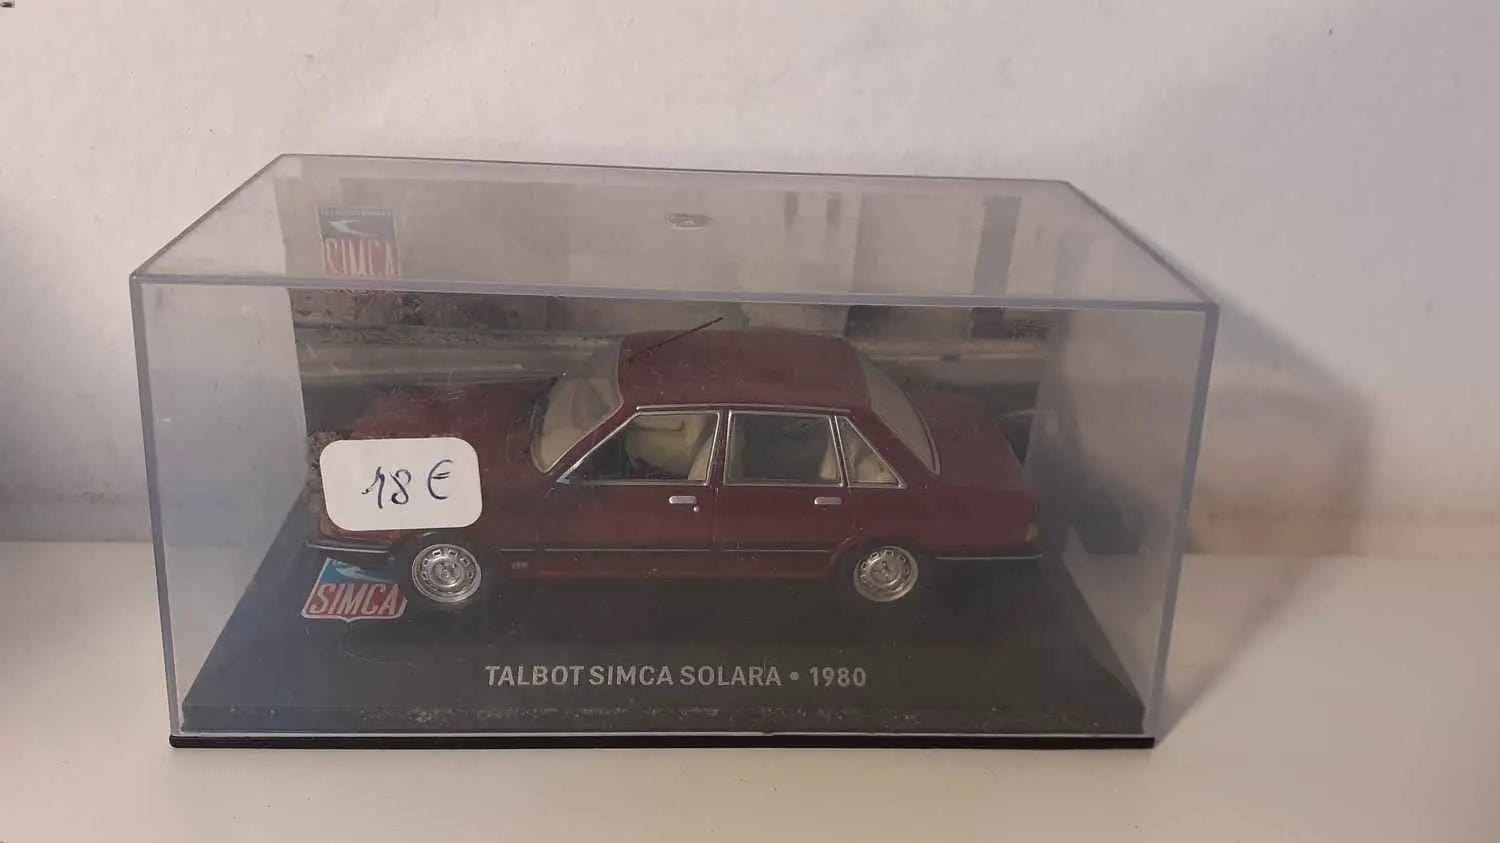 SIMCA
18 €
SIMCA
TALBOT SIMCA SOLARA • 1980